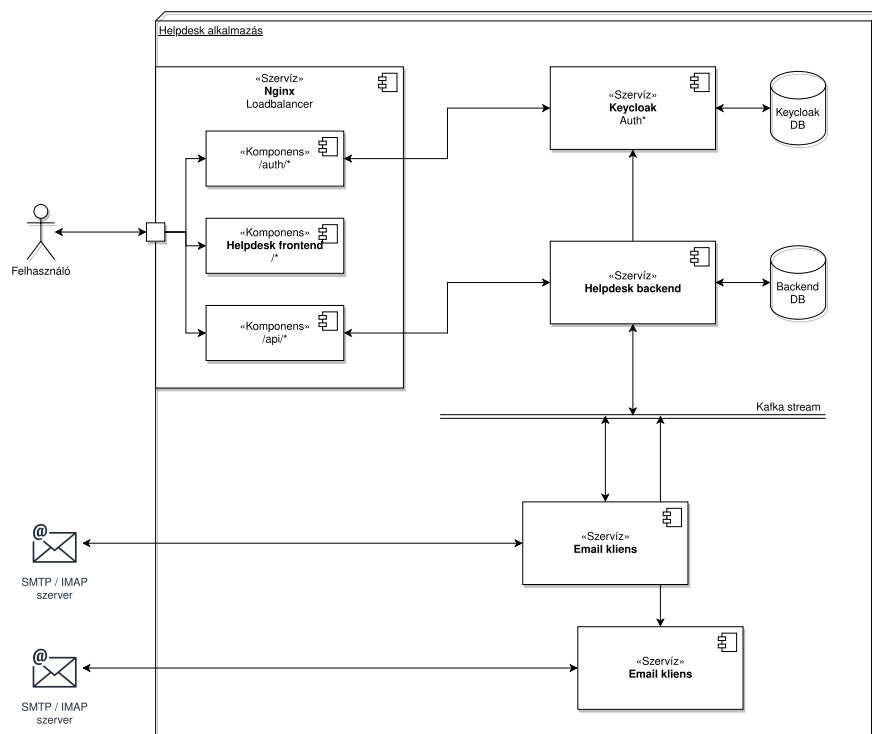 Helpdesk alkalmazás
«Szervíz»
Nginx
Loadbalancer
«Komponens»
/auth/*
«Komponens»
Helpdesk frontend
/*
«Komponens»
/api/*
Felhasználó
«Szervíz»
Keycloak
Auth*
Keycloak
DB
«Szervíz»
Helpdesk backend
Backend
DB
Kafka stream
«Szervíz»
Email kliens
@
SMTP / IMAP
szerver
«Szervíz»
Email kliens
@
SMTP / IMAP
szerver